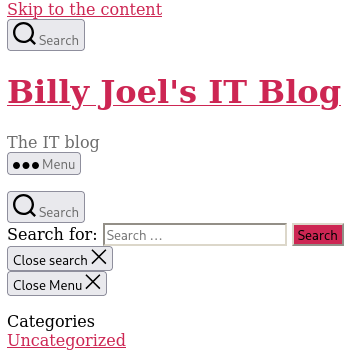 Skip to the content
Search
Billy Joel's IT Blog
The IT blog
Menu
Search
Search for: Search … Search
Close search
Close Menu
Categories
Uncategorized